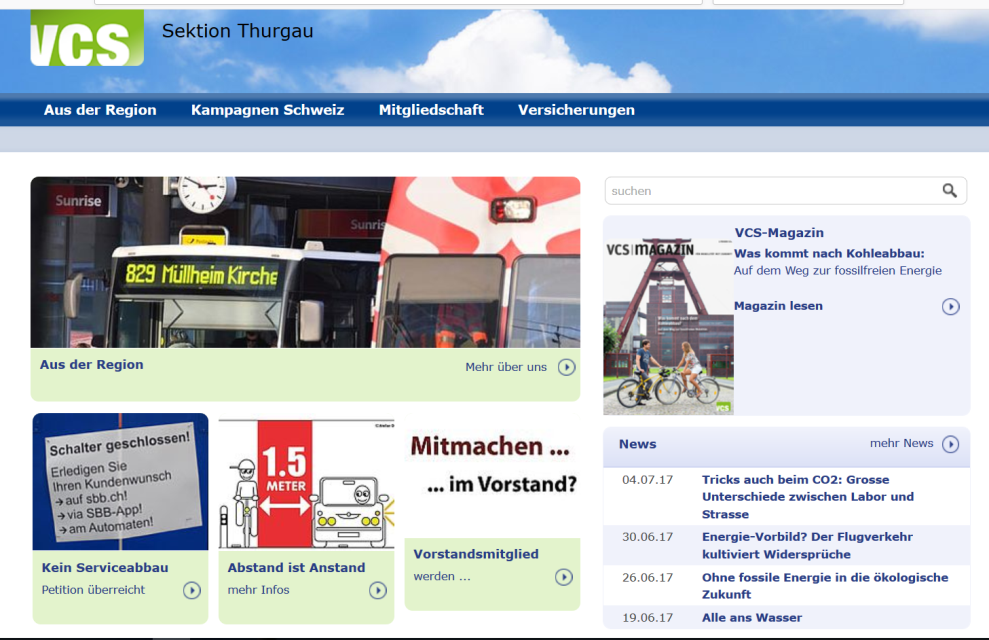 VCS
Sektion Thurgau
Aus der Region
Kampagnen Schweiz
Mitgliedschaft
Versicherungen
Sunrise
Sunris
829 Müllheim Kirche
Aus der Region
Mehr über uns
suchen
VCS MAGAZIN
VCS-Magazin
Was kommt nach Kohleabbau:
Auf dem Weg zur fossilfreien Energie
Magazin lesen
VCS
Schalter geschlossen!
Erledigen Sie
Ihren Kundenwunsch
→ auf sbb.ch!
→ via SBB-App!
→ am Automaten!
Kein Serviceabbau
Petition überreicht
1.5
METER
Abstand ist Anstand
mehr Infos
Mitmachen ...
... im Vorstand?
Vorstandsmitglied
werden ...
News
mehr News
04.07.17
Tricks auch beim CO2: Grosse
Unterschiede zwischen Labor und
Strasse
30.06.17
Energie-Vorbild? Der Flugverkehr
kultiviert Widersprüche
26.06.17
Ohne fossile Energie in die ökologische
Zukunft
19.06.17
Alle ans Wasser